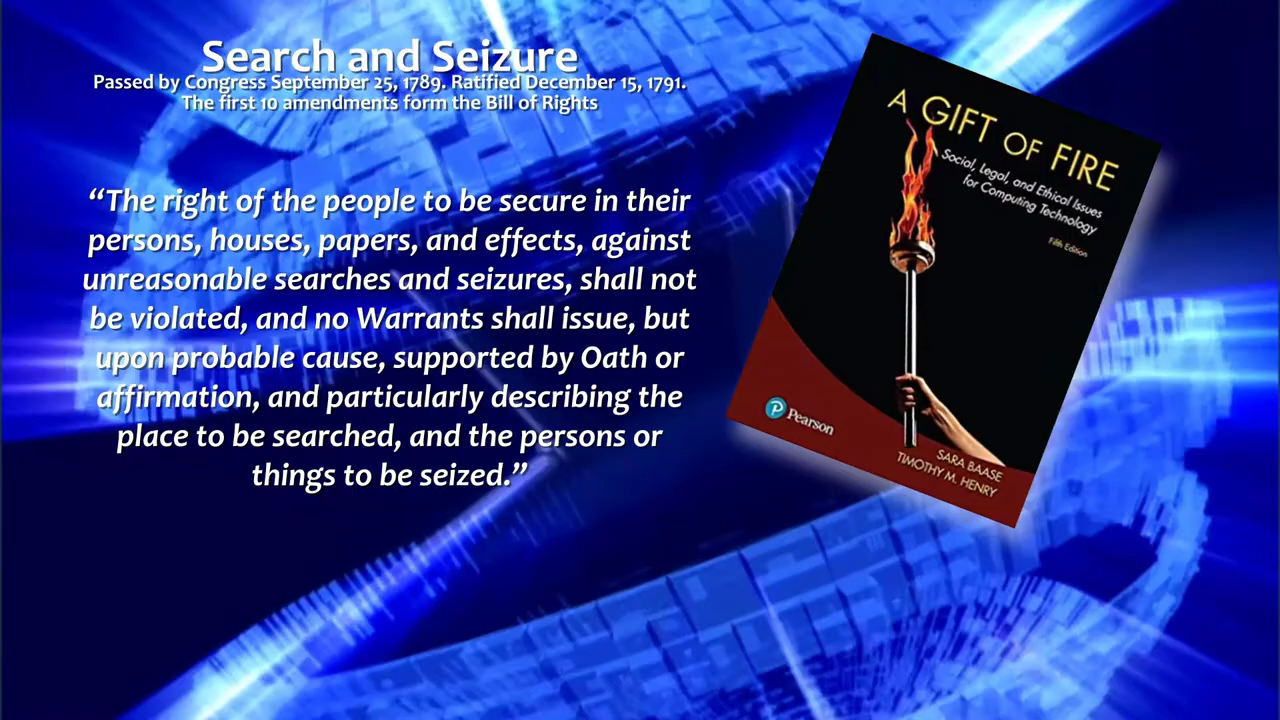 Search and Seizure
Passed by Congress September 25, 1789. Ratified December 15, 1791.
The first 10 amendments form the Bill of Rights
“The right of the people to be secure in their
persons, houses, papers, and effects, against
unreasonable searches and seizures, shall not
be violated, and no Warrants shall issue, but
upon probable cause, supported by Oath or
affirmation, and particularly describing the
place to be searched, and the persons or
things to be seized.”
A GIFT OF FIRE
Social, Legal, and Ethical Issues
for Computing Technology
Fifth Edition
P Pearson
SARA BAASE
TIMOTHY M. HENRY